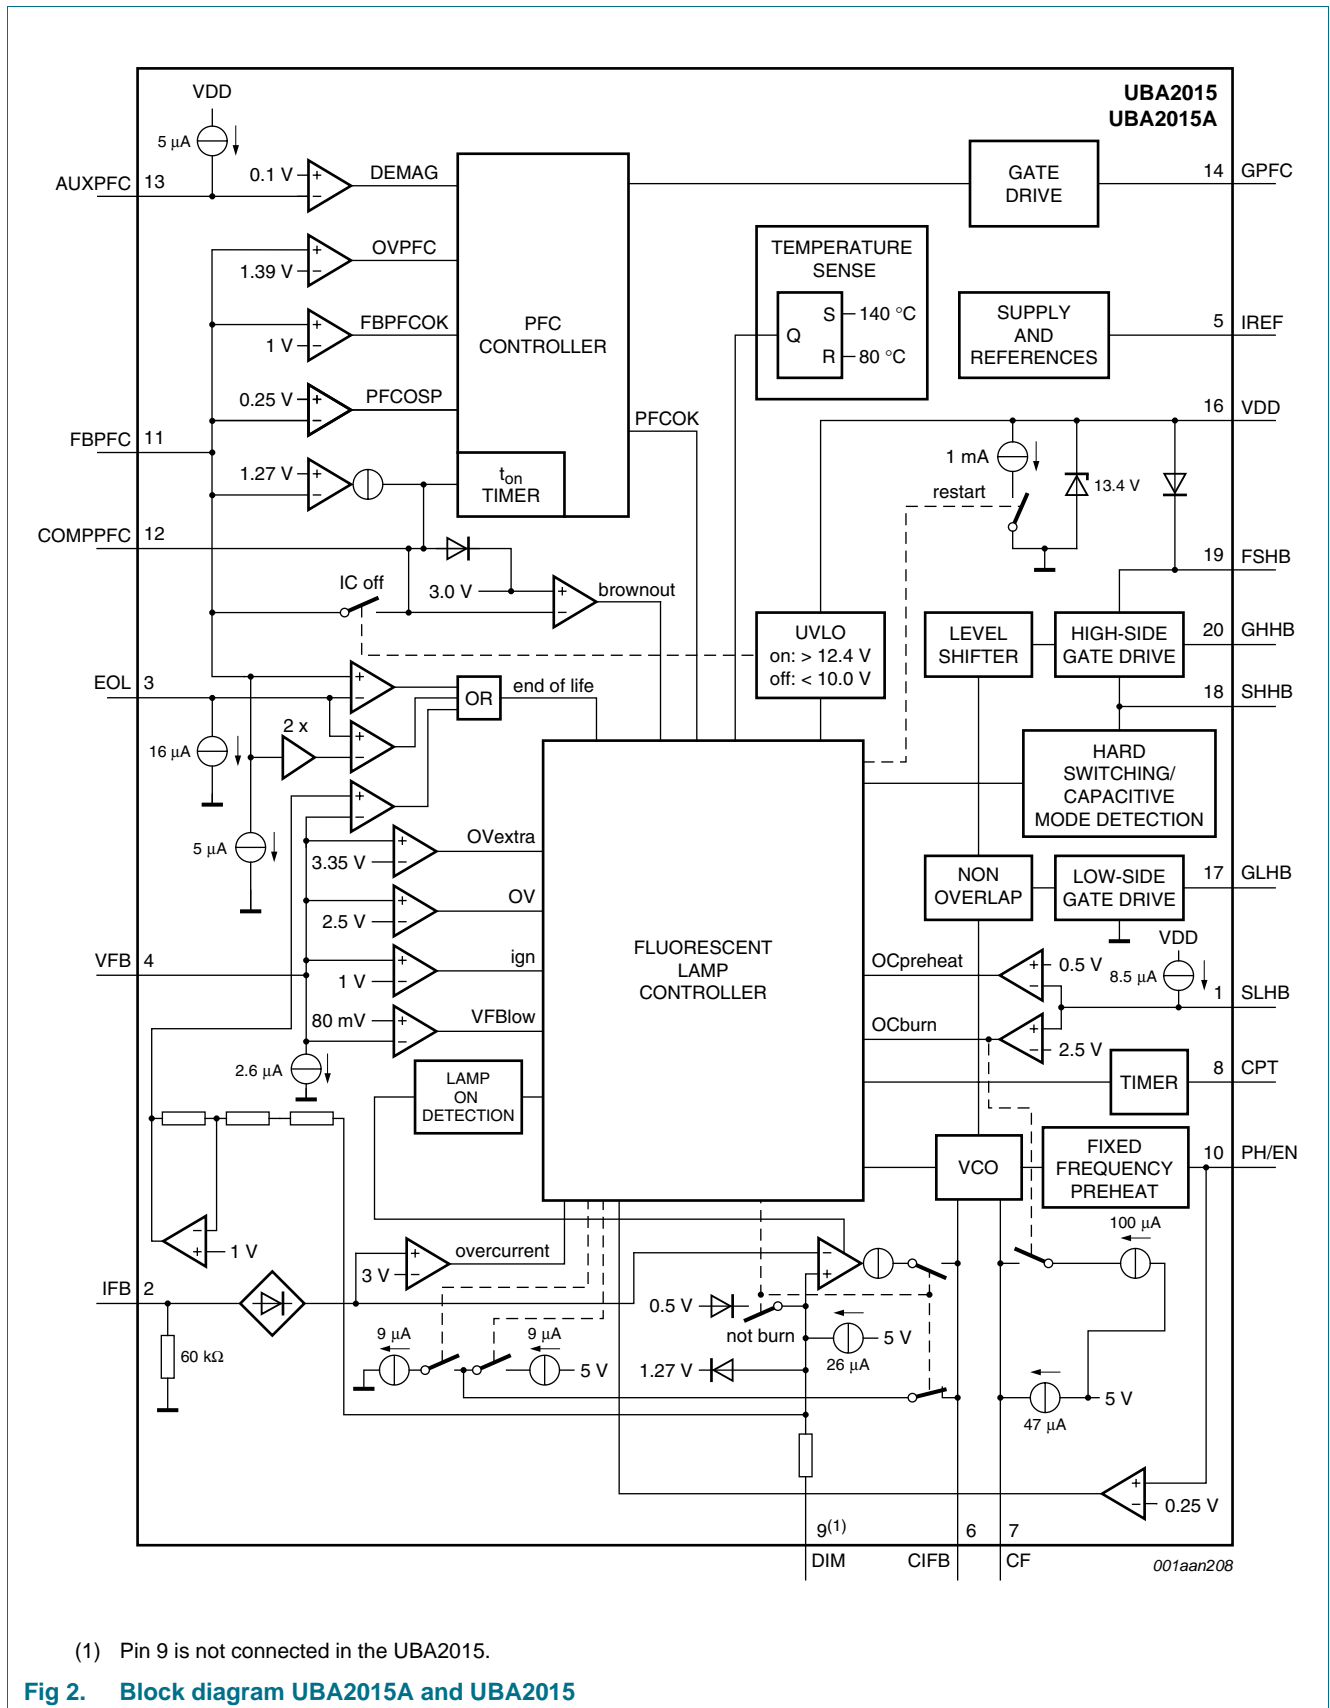 UBA2015
UBA2015A
VDD
5 µA
AUXPFC 13
0.1 V
+
−
DEMAG
GATE
DRIVE
14 GPFC
+
−
1.39 V
OVPFC
TEMPERATURE
SENSE
S 140 °C
Q
R 80 °C
SUPPLY
AND
REFERENCES
5 IREF
+
−
1 V
FBPFCOK
PFC
CONTROLLER
0.25 V
+
−
PFCOSP
PFCOK
16 VDD
FBPFC 11
1.27 V
+
−
ton
TIMER
1 mA
13.4 V
restart
COMPPFC 12
19 FSHB
IC off
3.0 V
+
−
brownout
UVLO
on: > 12.4 V
off: < 10.0 V
LEVEL
SHIFTER
HIGH-SIDE
GATE DRIVE
20 GHHB
EOL 3
+
−
OR
end of life
18 SHHB
16 µA
2 x
+
−
HARD
SWITCHING/
CAPACITIVE
MODE DETECTION
+
−
5 µA
+
−
3.35 V
OVextra
NON
OVERLAP
LOW-SIDE
GATE DRIVE
17 GLHB
+
−
2.5 V
OV
VDD
8.5 µA
VFB 4
+
−
1 V
ign
FLUORESCENT
LAMP
CONTROLLER
OCpreheat
+
−
0.5 V
1 SLHB
80 mV
+
−
VFBlow
OCburn
+
−
2.5 V
2.6 µA
LAMP
ON
DETECTION
TIMER
8 CPT
VCO
FIXED
FREQUENCY
PREHEAT
10 PH/EN
−
+
1 V
+
−
3 V
overcurrent
−
+
100 µA
IFB 2
60 kΩ
0.5 V
not burn
9 µA
9 µA
5 V
1.27 V
26 µA
5 V
47 µA
5 V
+
−
0.25 V
9(1) 6 7
DIM CIFB CF
001aan208
(1) Pin 9 is not connected in the UBA2015.
Fig 2. Block diagram UBA2015A and UBA2015